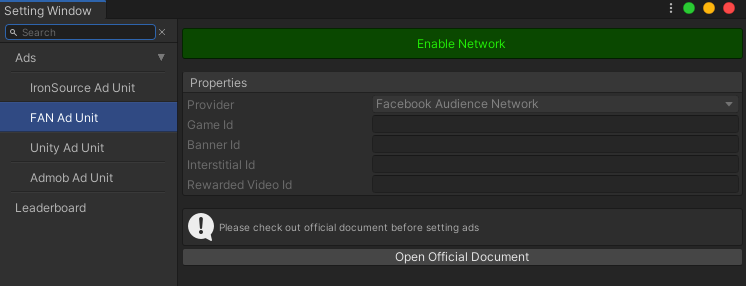 Setting Window
Search
Ads
IronSource Ad Unit
FAN Ad Unit
Unity Ad Unit
Admob Ad Unit
Leaderboard
Enable Network
Properties
Provider Facebook Audience Network
Game Id
Banner Id
Interstitial Id
Rewarded Video Id
Please check out official document before setting ads
Open Official Document